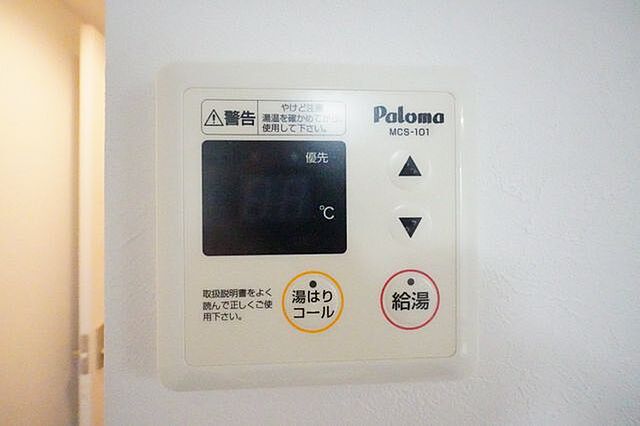 警告
やけど注意
湯温を確かめてから
使用して下さい。
Paloma
MCS-101
優先
℃
取扱説明書をよく
読んで正しくご使
用下さい。
湯はり
コール
給湯